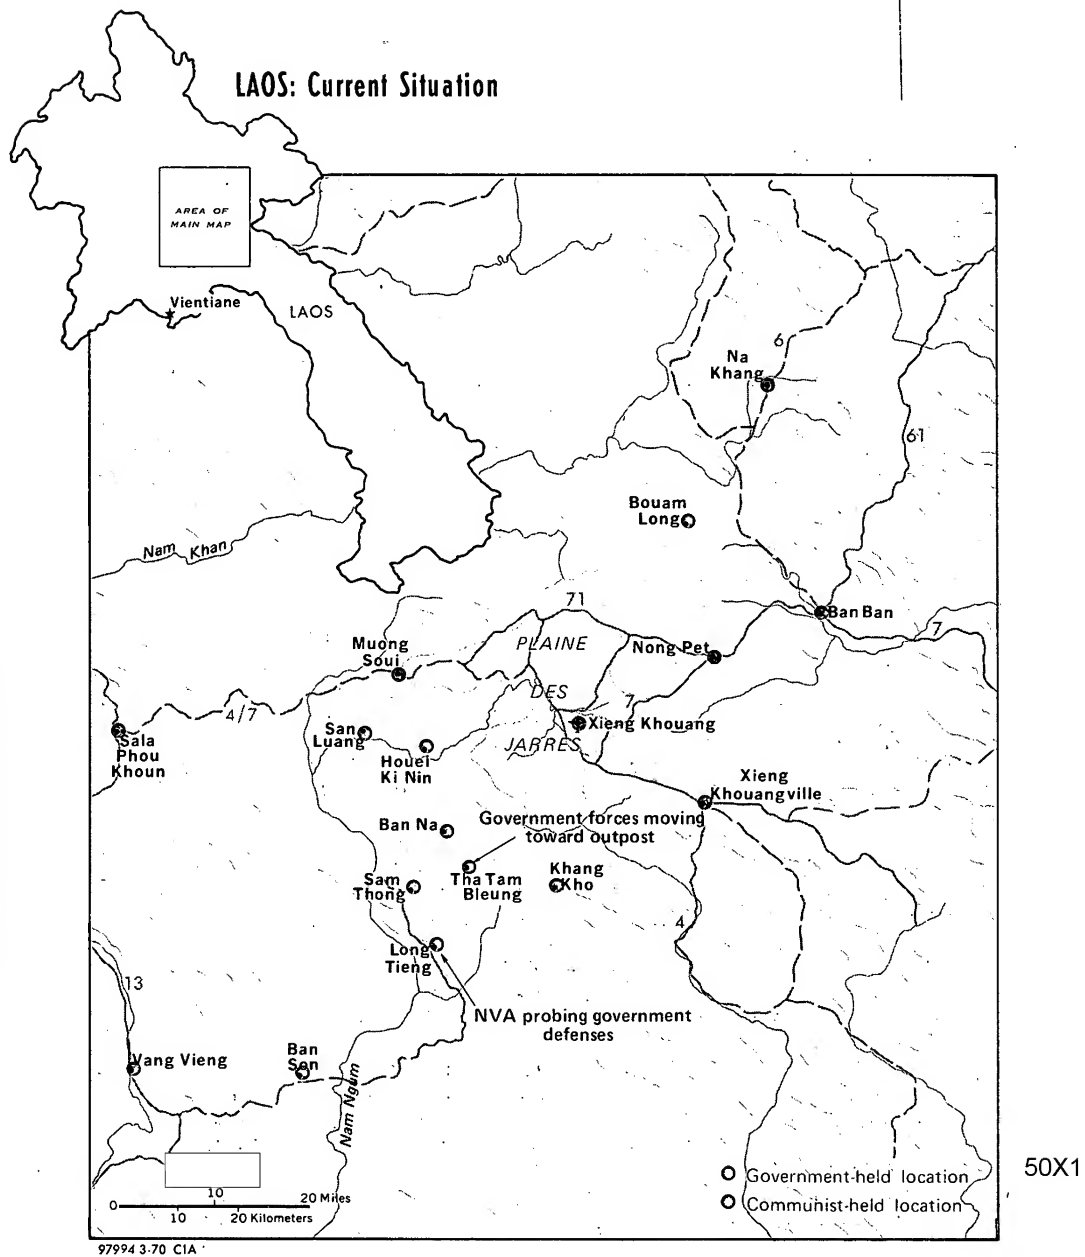 LAOS: Current Situation
AREA OF
MAIN MAP
Vientiane
LAOS
6
Na
Khang
61
Bouam
Long
Nam Khan
71
Ban Ban
7
PLAINE
Muong
Soui
Nong Pet
DES
7
4/7
Xieng Khouang
San
Luang
JARRES
Sala
Phou
Khoun
Houei
Ki Nin
Xieng
Khouangville
Ban Na
Government forces moving
toward outpost
Khang
Kho
Sam
Thong
Tha Tam
Bleung
4
Long
Tieng
13
NVA probing government
defenses
Vang Vieng
Ban
Son
Nam Ngum
Government-held location
Communist-held location
50X1
10
20 Miles
0
10
20 Kilometers
97994 3-70 CIA